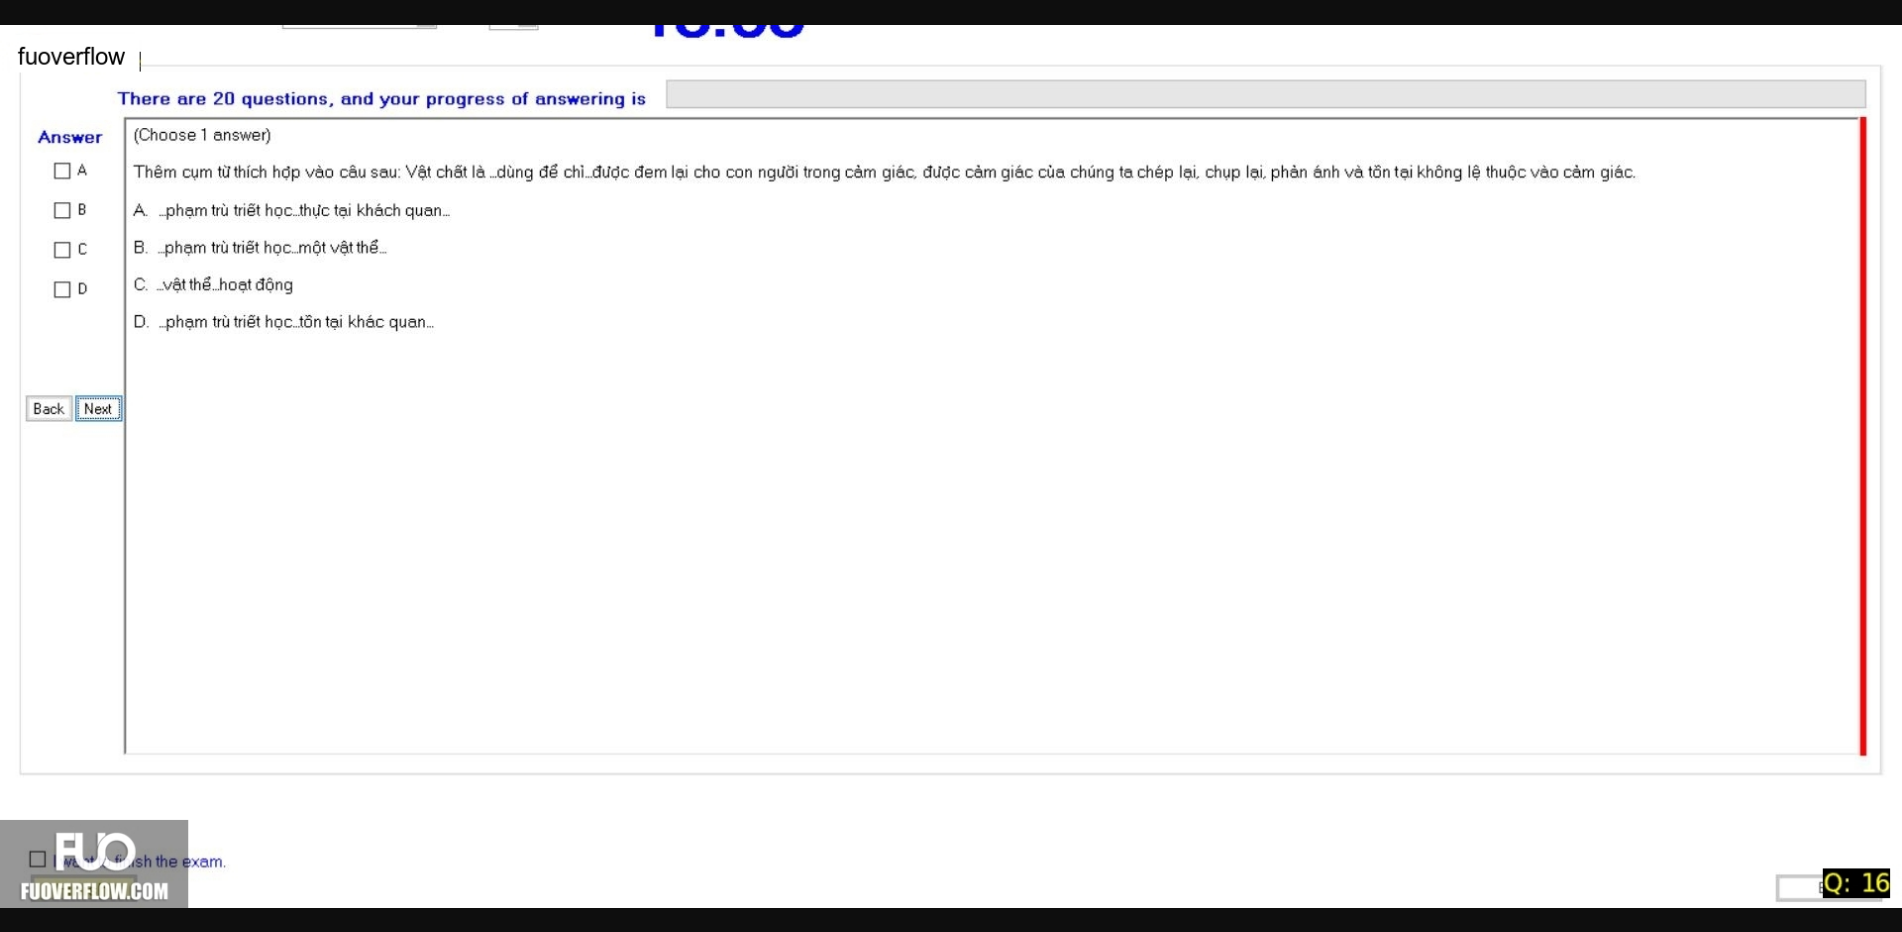 fuoverflow
There are 20 questions, and your progress of answering is
Answer
(Choose 1 answer)
A
Thêm cụm từ thích hợp vào câu sau: Vật chất là ...dùng để chỉ...được đem lại cho con người trong cảm giác, được cảm giác của chúng ta chép lại, chụp lại, phản ánh và tồn tại không lệ thuộc vào cảm giác.
B
A. ...phạm trù triết học...thực tại khách quan...
C
B. ...phạm trù triết học...một vật thể...
D
C. ...vật thể...hoạt động
D. ...phạm trù triết học...tồn tại khác quan...
Back Next
FUO
finish the exam.
FUOVERFLOW.COM
Q: 16